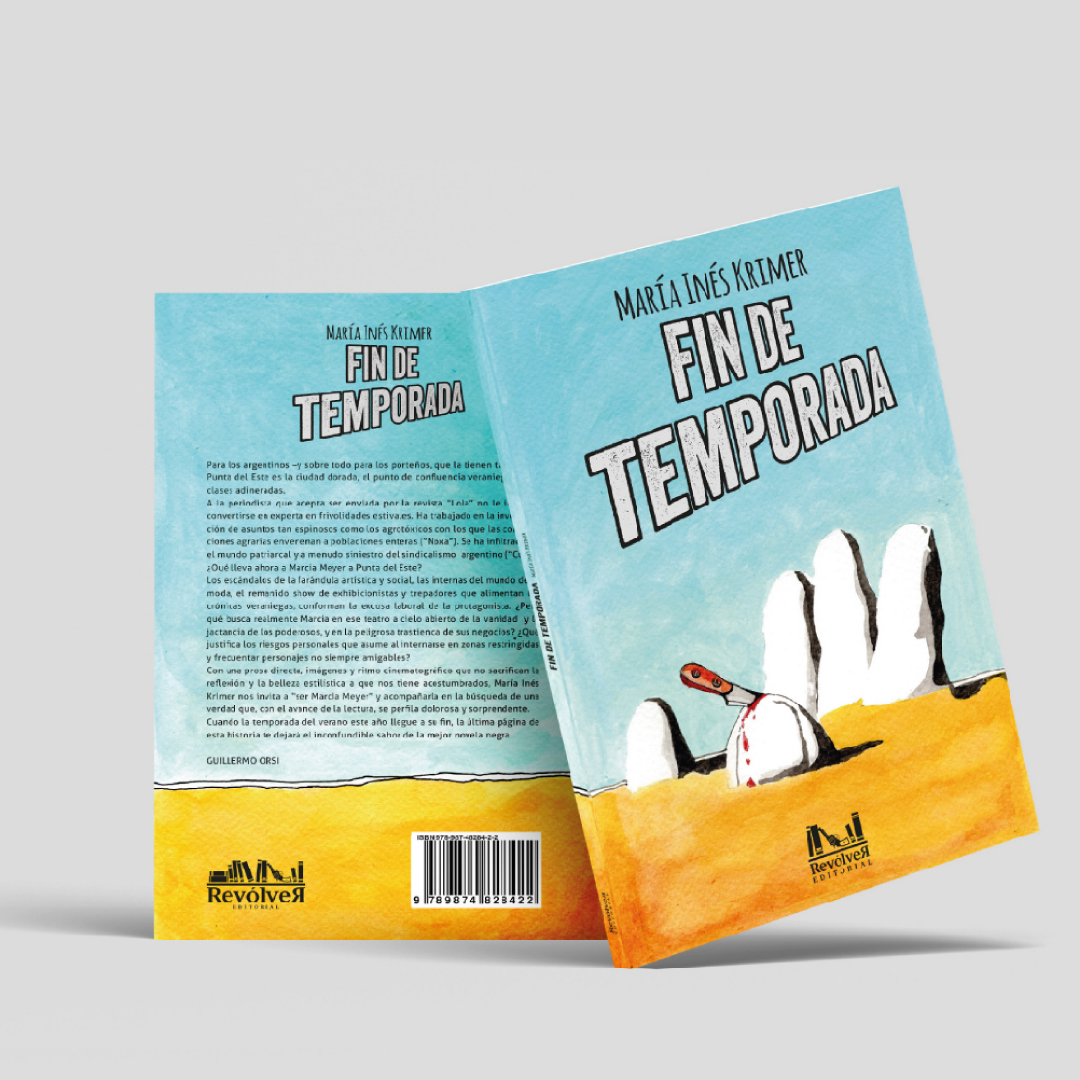 MARÍA INÉS KRIMER
FIN DE
TEMPORADA
Para los argentinos –y sobre todo para los porteños, que la tienen
Punta del Este es la ciudad dorada, el punto de confluencia
clases adineradas.
A la periodista que acepta ser enviada por la revista "Lola" no le
convertirse en experta en frivolidades estivales. Ha trabajado en la
ción de asuntos tan espinosos como los agrotóxicos con los que las
ciones agrarias envenenan a poblaciones enteras ("Noxa"). Se ha
el mundo patriarcal y a menudo siniestro del sindicalismo argentino
¿Qué lleva ahora a Marcia Meyer a Punta del Este?
Los escándalos de la farándula artística y social, las internas del mundo de
moda, el remanido show de exhibicionistas y trepadores que alimentan
crónicas veraniegas, conforman la excusa laboral de la protagonista.
qué busca realmente Marcia en ese teatro a cielo abierto de la vanidad y
jactancia de las poderosos, y en la peligrosa trastienca de sus negocios? ¿Qué
justifica los riesgos personales que asume al internarse en zonas restringidas
y frecuentar personajes no siempre amigables?
Con una prosa directa, imágenes y ritmo cinematográfico que no sacrifican la
reflexión y la belleza estilística a que nos tiene acostumbrados, María Inés
Krimer nos invita a "ser Marcia Meyer" y acompañarla en la búsqueda de una
verdad que, con el avance de la lectura, se perfila dolorosa y sorprendente.
Cuando la temporada del verano este año llegue a su fin, la última página de
esta historia te dejará el inconfundible sabor de la mejor novela negra.
GUILLERMO ORSI
RevólveR
EDITORIAL
ISBN 978-987-48284-2-2
9 789874 828422
FIN DE TEMPORADA MARÍA INÉS KRIMER
RevólveR
MARÍA INÉS KRIMER
FIN DE
TEMPORADA
RevólveR
EDITORIAL